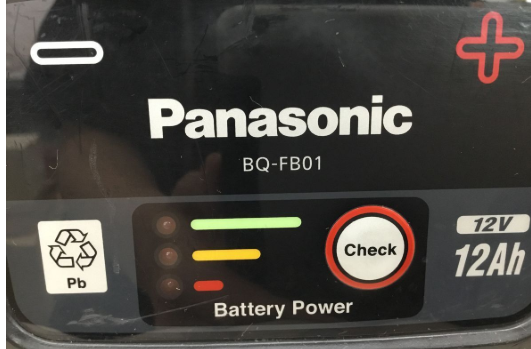 Panasonic
BQ-FB01
12V
12Ah
Check
Pb
Battery Power